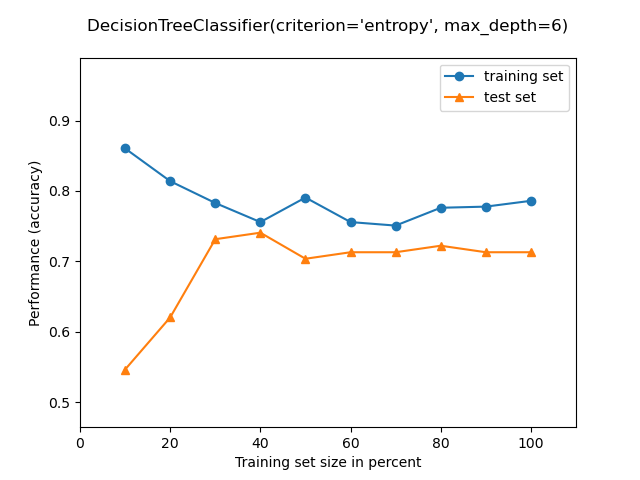 DecisionTreeClassifier(criterion='entropy', max_depth=6)
training set
test set
0.9
0.8
0.7
0.6
0.5
Performance (accuracy)
0 20 40 60 80 100
Training set size in percent